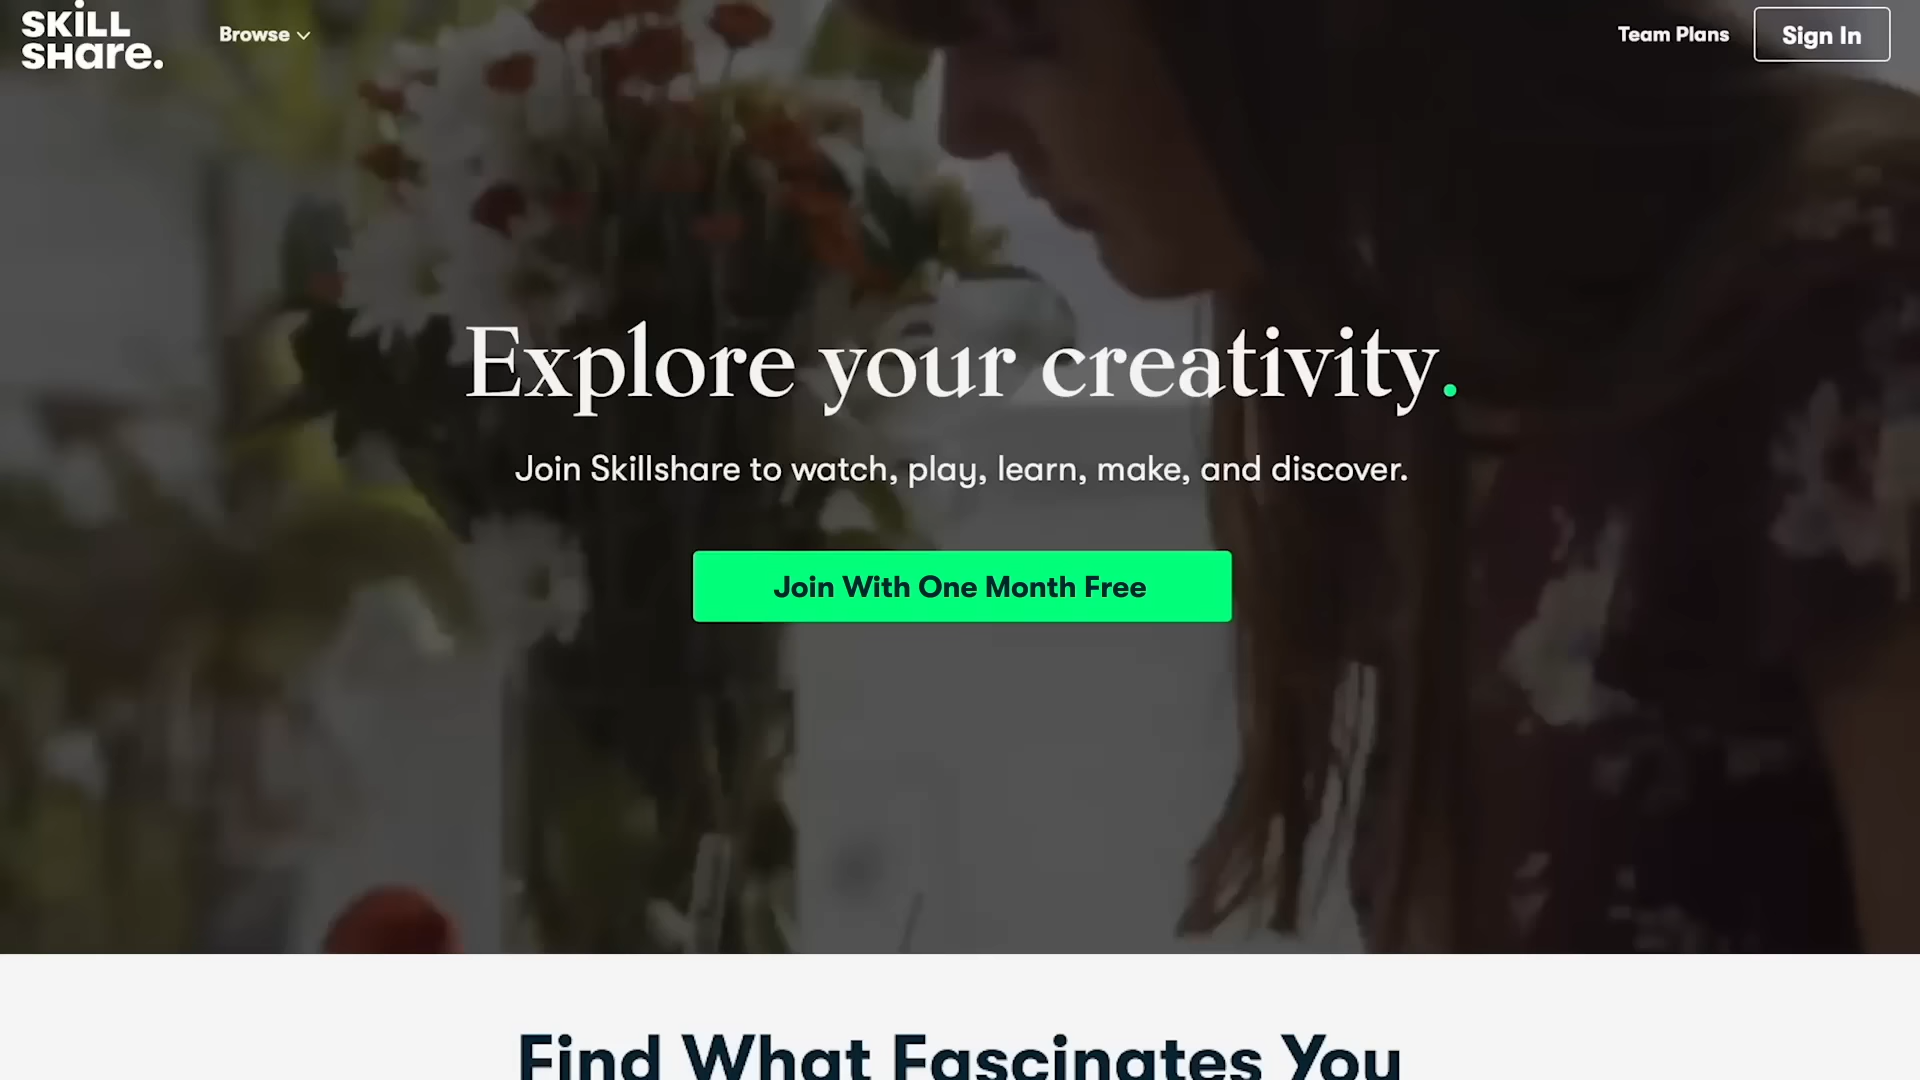 SKiLL
SHare.
Browse
Team Plans
Sign In
Explore your creativity.
Join Skillshare to watch, play, learn, make, and discover.
Join With One Month Free
Find What Fascinates You